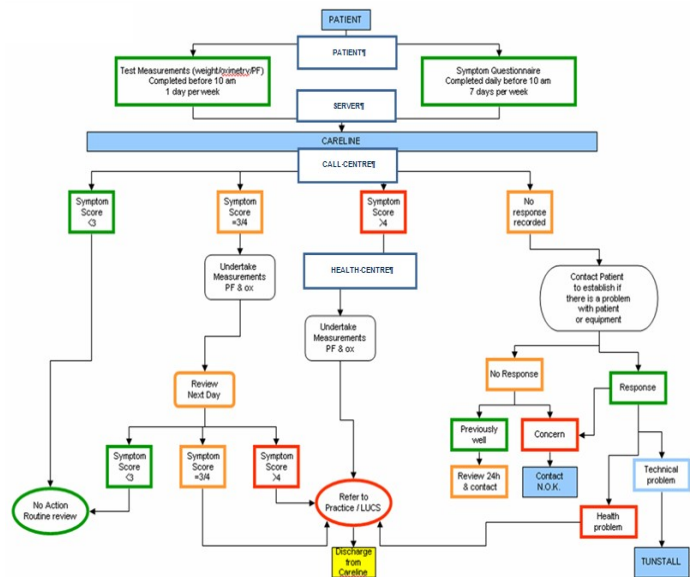 PATIENT
PATIENT¶
Test Measurements (weight/oximetry/PF)
Completed before 10 am
1 day per week
Symptom Questionnaire
Completed daily before 10 am
7 days per week
SERVER¶
CARELINE
CALL·CENTRE¶
Symptom
Score
<3
Symptom
Score
=3/4
Symptom
Score
>4
No
response
recorded
Undertake
Measurements
PF & ox
HEALTH·CENTRE¶
Contact Patient
to establish if
there is a problem
with patient
or equipment
Undertake
Measurements
PF & ox
Review
Next Day
No Response
Response
Previously
well
Concern
Symptom
Score
<3
Symptom
Score
=3/4
Symptom
Score
>4
Review 24h
& contact
Contact
N.O.K.
Technical
problem
No Action
Routine review
Refer to
Practice / LUCS
Health
problem
Discharge
from
Careline
TUNSTALL